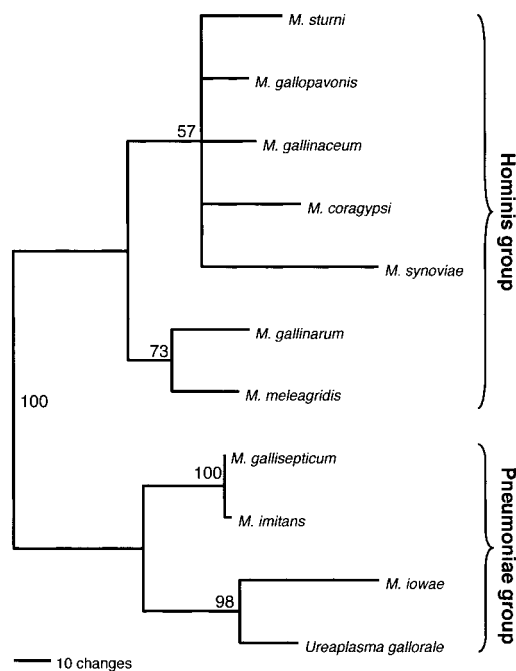 M. sturni
M. gallopavonis
57
M. gallinaceum
M. coragypsi
M. synoviae
Hominis group
M. gallinarum
73
M. meleagridis
100
M. gallisepticum
100
M. imitans
M. iowae
98
Ureaplasma gallorale
Pneumoniae group
10 changes